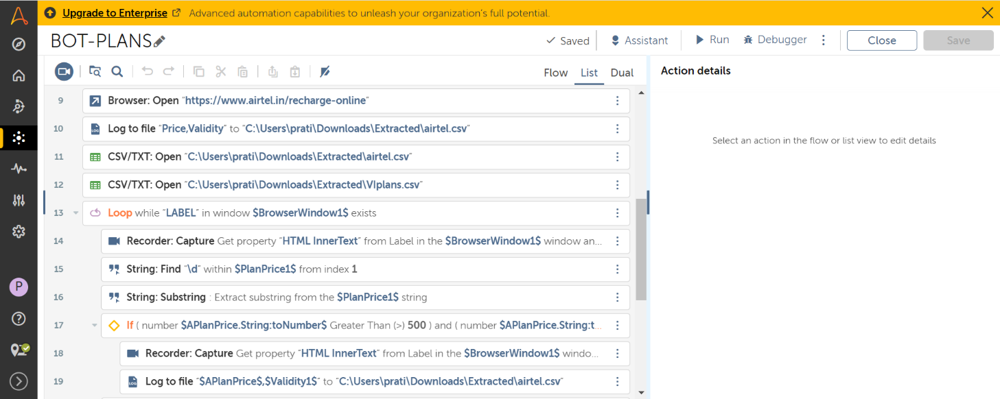 Upgrade to Enterprise Advanced automation capabilities to unleash your organization's full potential.
BOT-PLANS Saved Assistant Run Debugger Close Save
Flow List Dual
Action details
9 Browser: Open "https://www.airtel.in/recharge-online"
10 Log to file "Price,Validity" to "C:\Users\prati\Downloads\Extracted\airtel.csv"
Select an action in the flow or list view to edit details
11 CSV/TXT: Open "C:\Users\prati\Downloads\Extracted\airtel.csv"
12 CSV/TXT: Open "C:\Users\prati\Downloads\Extracted\VIplans.csv"
13 Loop while "LABEL" in window $BrowserWindow1$ exists
14 Recorder: Capture Get property "HTML InnerText" from Label in the $BrowserWindow1$ window an...
15 String: Find "\d" within $PlanPrice1$ from index 1
16 String: Substring : Extract substring from the $PlanPrice1$ string
17 If ( number $APlanPrice.String:toNumber$ Greater Than (>) 500 ) and ( number $APlanPrice.String:t...
18 Recorder: Capture Get property "HTML InnerText" from Label in the $BrowserWindow1$ windo...
19 Log to file "$APlanPrice$,$Validity1$" to "C:\Users\prati\Downloads\Extracted\airtel.csv"
P